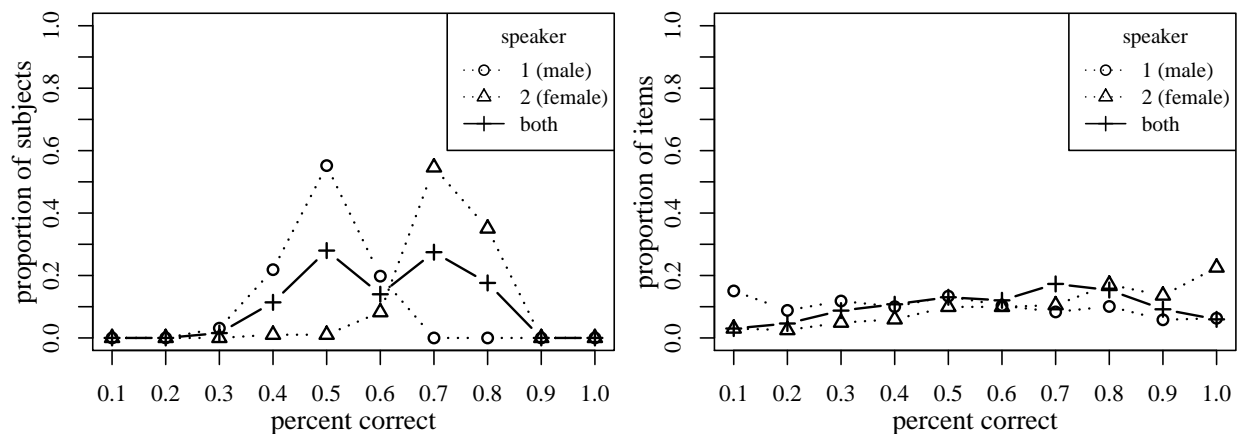 proportion of subjects
0.0 0.2 0.4 0.6 0.8 1.0
speaker
1 (male)
2 (female)
both
0.1 0.2 0.3 0.4 0.5 0.6 0.7 0.8 0.9 1.0
percent correct
proportion of items
0.0 0.2 0.4 0.6 0.8 1.0
speaker
1 (male)
2 (female)
both
0.1 0.2 0.3 0.4 0.5 0.6 0.7 0.8 0.9 1.0
percent correct